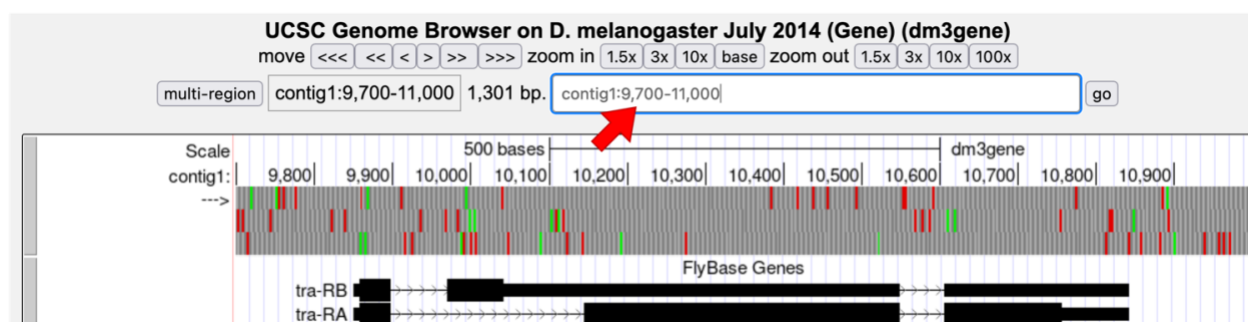 UCSC Genome Browser on D. melanogaster July 2014 (Gene) (dm3gene)
move <<< << < > >> >>> zoom in 1.5x 3x 10x base zoom out 1.5x 3x 10x 100x
multi-region contig1:9,700-11,000 1,301 bp. contig1:9,700-11,000 go
Scale 500 bases dm3gene
contig1: 9,800 9,900 10,000 10,100 10,200 10,300 10,400 10,500 10,600 10,700 10,800 10,900
--->
FlyBase Genes
tra-RB
tra-RA